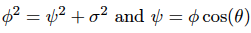 ϕ² = ψ² + σ² and ψ = ϕ cos(θ)